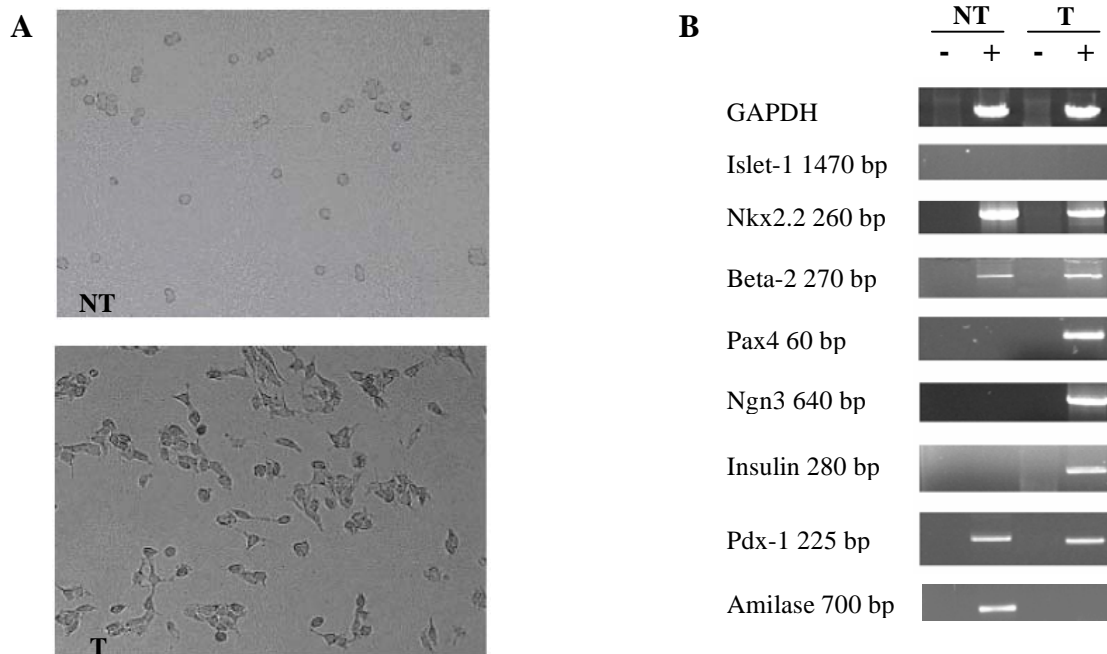 A
NT
T
B
NT T
- + - +
GAPDH
Islet-1 1470 bp
Nkx2.2 260 bp
Beta-2 270 bp
Pax4 60 bp
Ngn3 640 bp
Insulin 280 bp
Pdx-1 225 bp
Amilase 700 bp